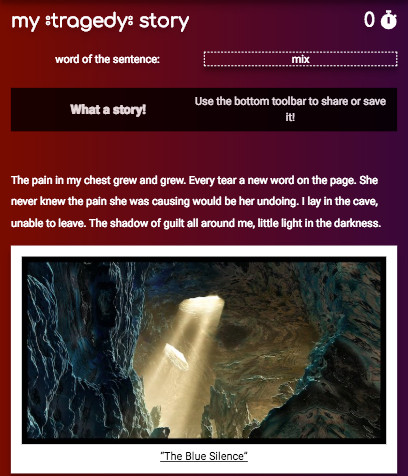 my :tragedy: story 0
word of the sentence: mix
What a story! Use the bottom toolbar to share or save
it!
The pain in my chest grew and grew. Every tear a new word on the page. She
never knew the pain she was causing would be her undoing. I lay in the cave,
unable to leave. The shadow of guilt all around me, little light in the darkness.
"The Blue Silence"